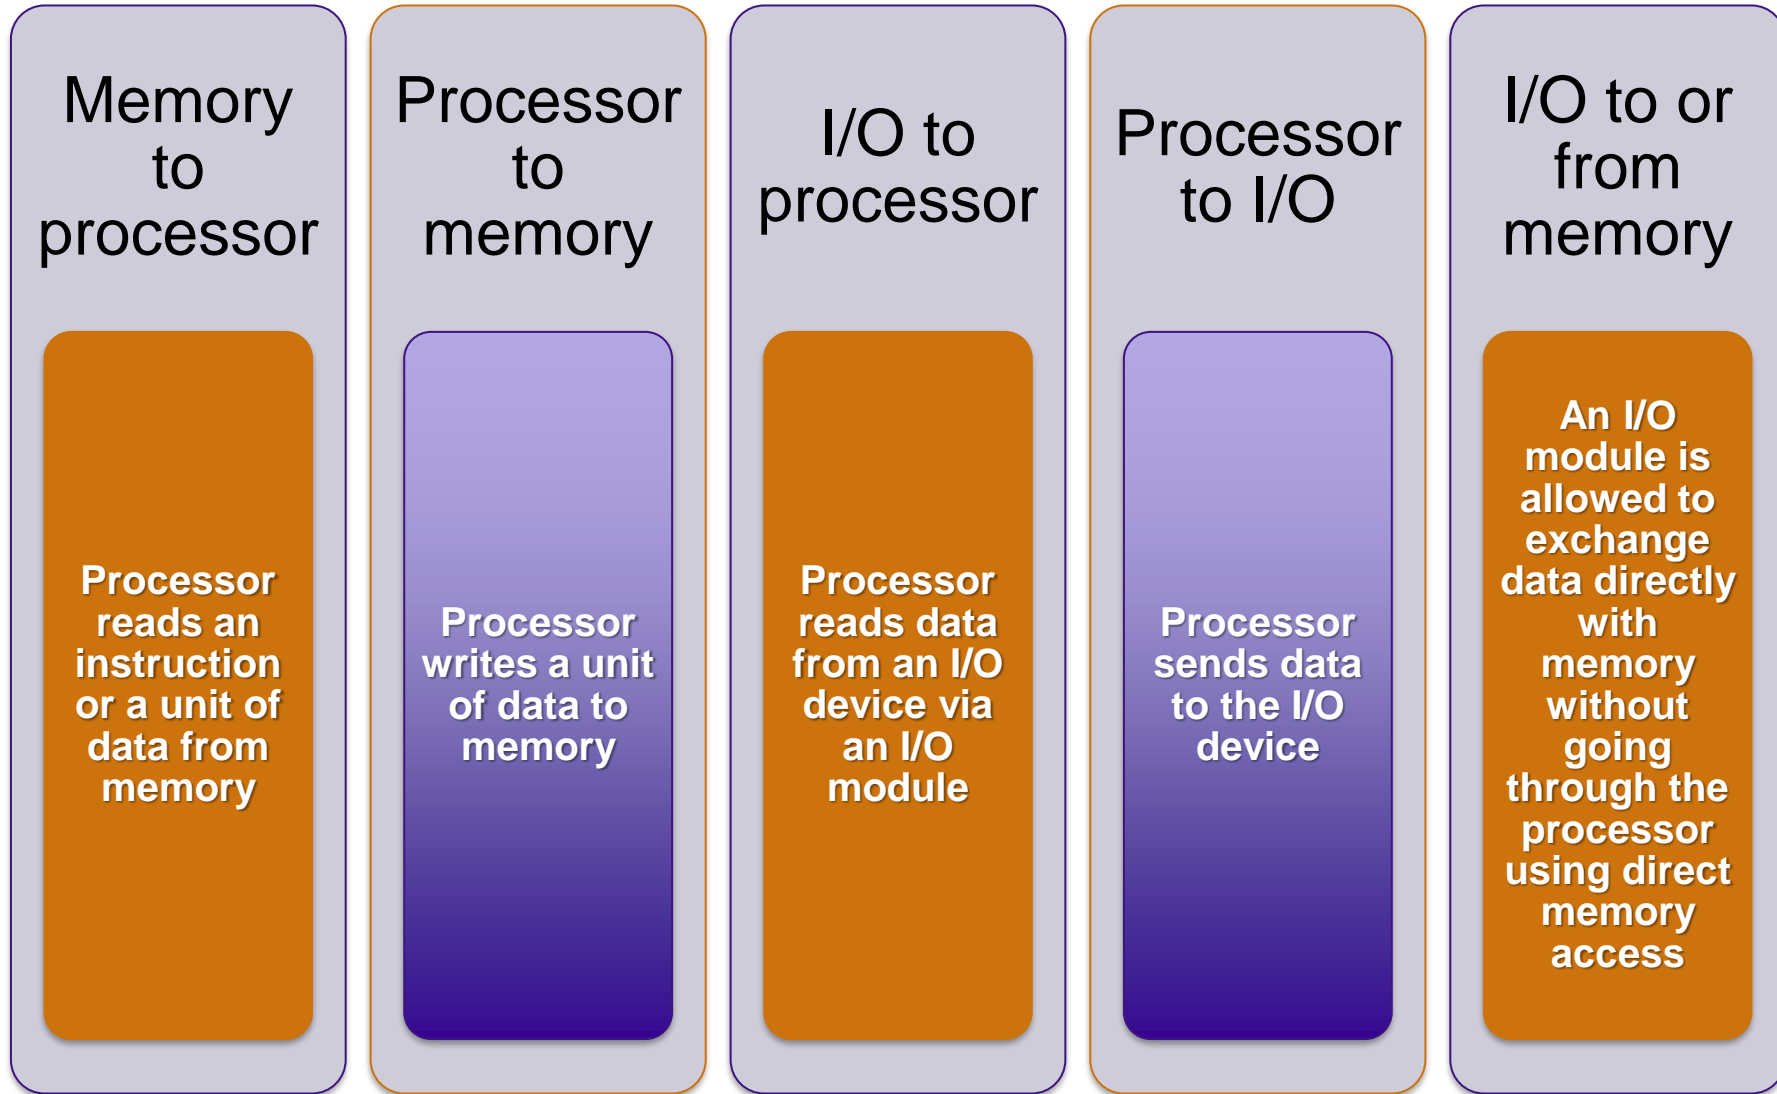 Memory
to
processor
Processor
reads an
instruction
or a unit of
data from
memory
Processor
to
memory
Processor
writes a unit
of data to
memory
I/O to
processor
Processor
reads data
from an I/O
device via
an I/O
module
Processor
to I/O
Processor
sends data
to the I/O
device
I/O to or
from
memory
An I/O
module is
allowed to
exchange
data directly
with
memory
without
going
through the
processor
using direct
memory
access